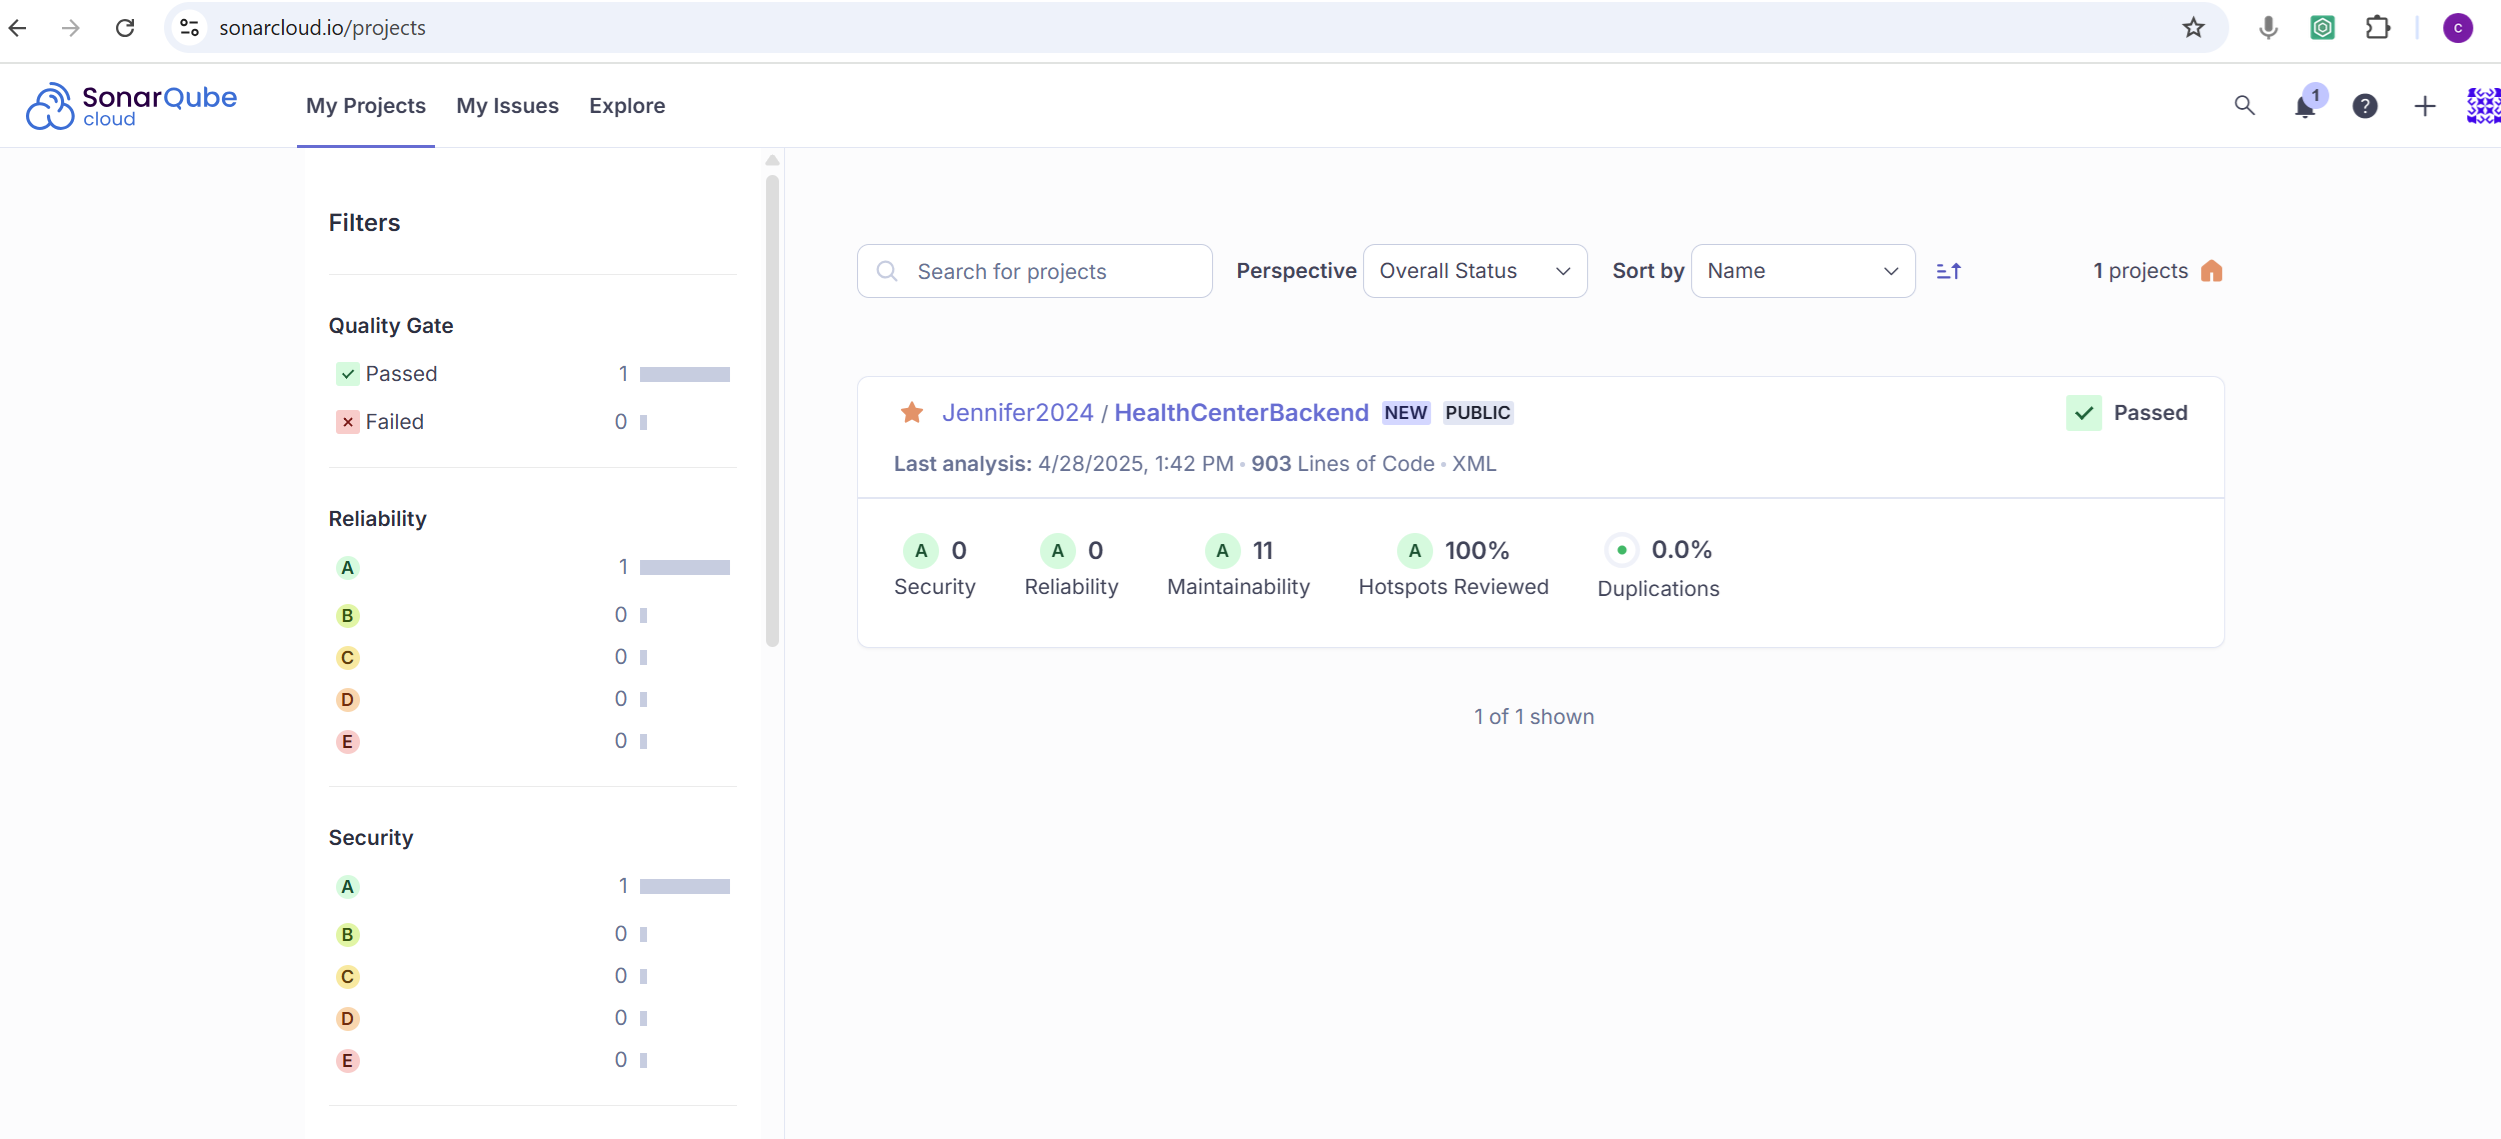 sonarcloud.io/projects
C
SonarQube
cloud
My Projects
My Issues
Explore
1
?
Filters
Quality Gate
Passed 1
Failed 0
Reliability
A 1
B 0
C 0
D 0
E 0
Security
A 1
B 0
C 0
D 0
E 0
Search for projects
Perspective Overall Status
Sort by Name
1 projects
Jennifer2024 / HealthCenterBackend NEW PUBLIC
Passed
Last analysis: 4/28/2025, 1:42 PM • 903 Lines of Code • XML
A 0
Security
A 0
Reliability
A 11
Maintainability
A 100%
Hotspots Reviewed
0.0%
Duplications
1 of 1 shown